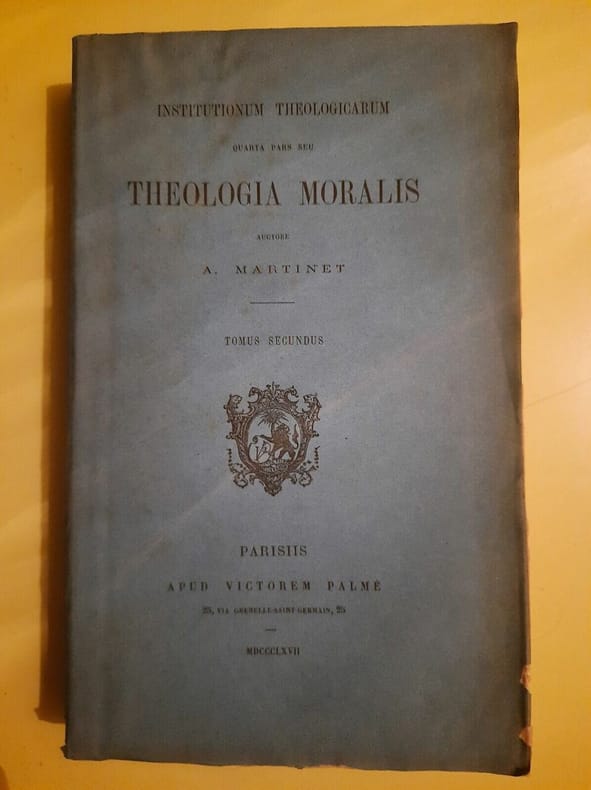 INSTITUTIONUM THEOLOGICARUM
QUARTA PARS SEU
THEOLOGIA MORALIS
AUCTORE
A. MARTINET
TOMUS SECUNDUS
PARISIIS
APUD VICTOREM PALMÉ
25, VIA GRENELLE-SAINT-GERMAIN, 25
MDCCCLXVII